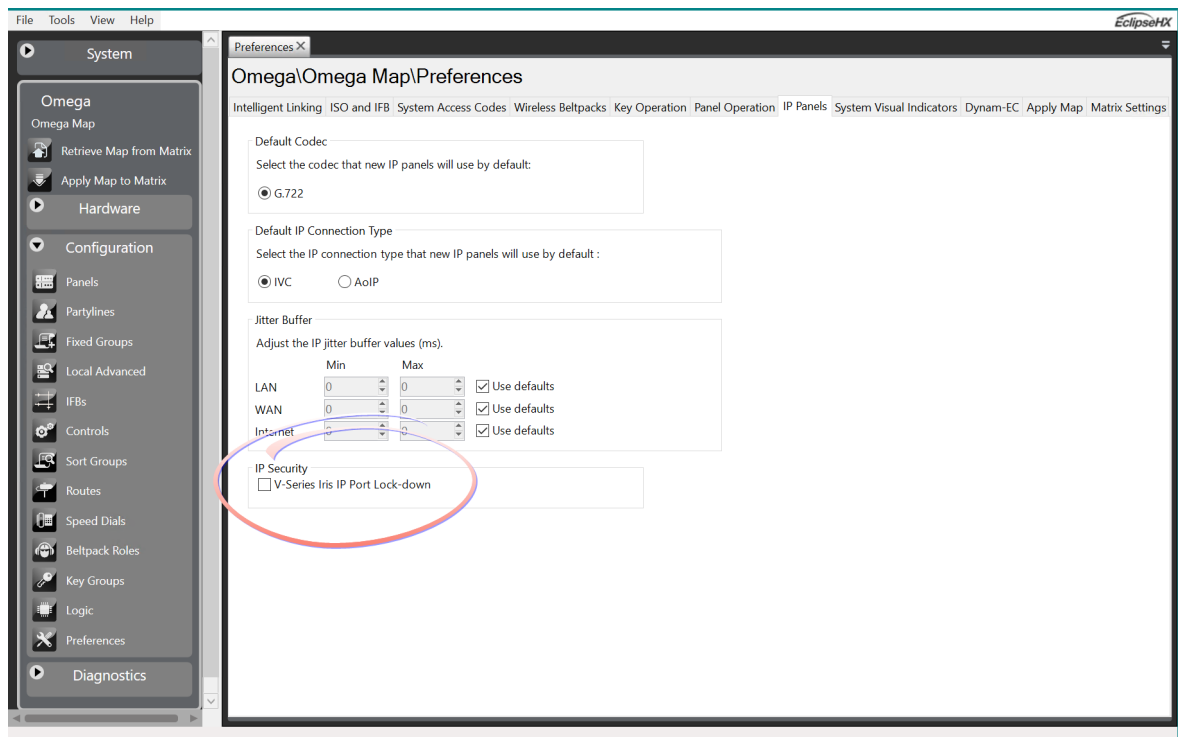 File Tools View Help
EclipseHX
System
Omega
Omega Map
Retrieve Map from Matrix
Apply Map to Matrix
Hardware
Configuration
Panels
Partylines
Fixed Groups
Local Advanced
IFBs
Controls
Sort Groups
Routes
Speed Dials
Beltpack Roles
Key Groups
Logic
Preferences
Diagnostics
Preferences
Omega\Omega Map\Preferences
Intelligent Linking ISO and IFB System Access Codes Wireless Beltpacks Key Operation Panel Operation IP Panels System Visual Indicators Dynam-EC Apply Map Matrix Settings
Default Codec
Select the codec that new IP panels will use by default:
G.722
Default IP Connection Type
Select the IP connection type that new IP panels will use by default :
IVC AoIP
Jitter Buffer
Adjust the IP jitter buffer values (ms).
Min Max
LAN 0 0 Use defaults
WAN 0 0 Use defaults
Internet 0 0 Use defaults
IP Security
V-Series Iris IP Port Lock-down